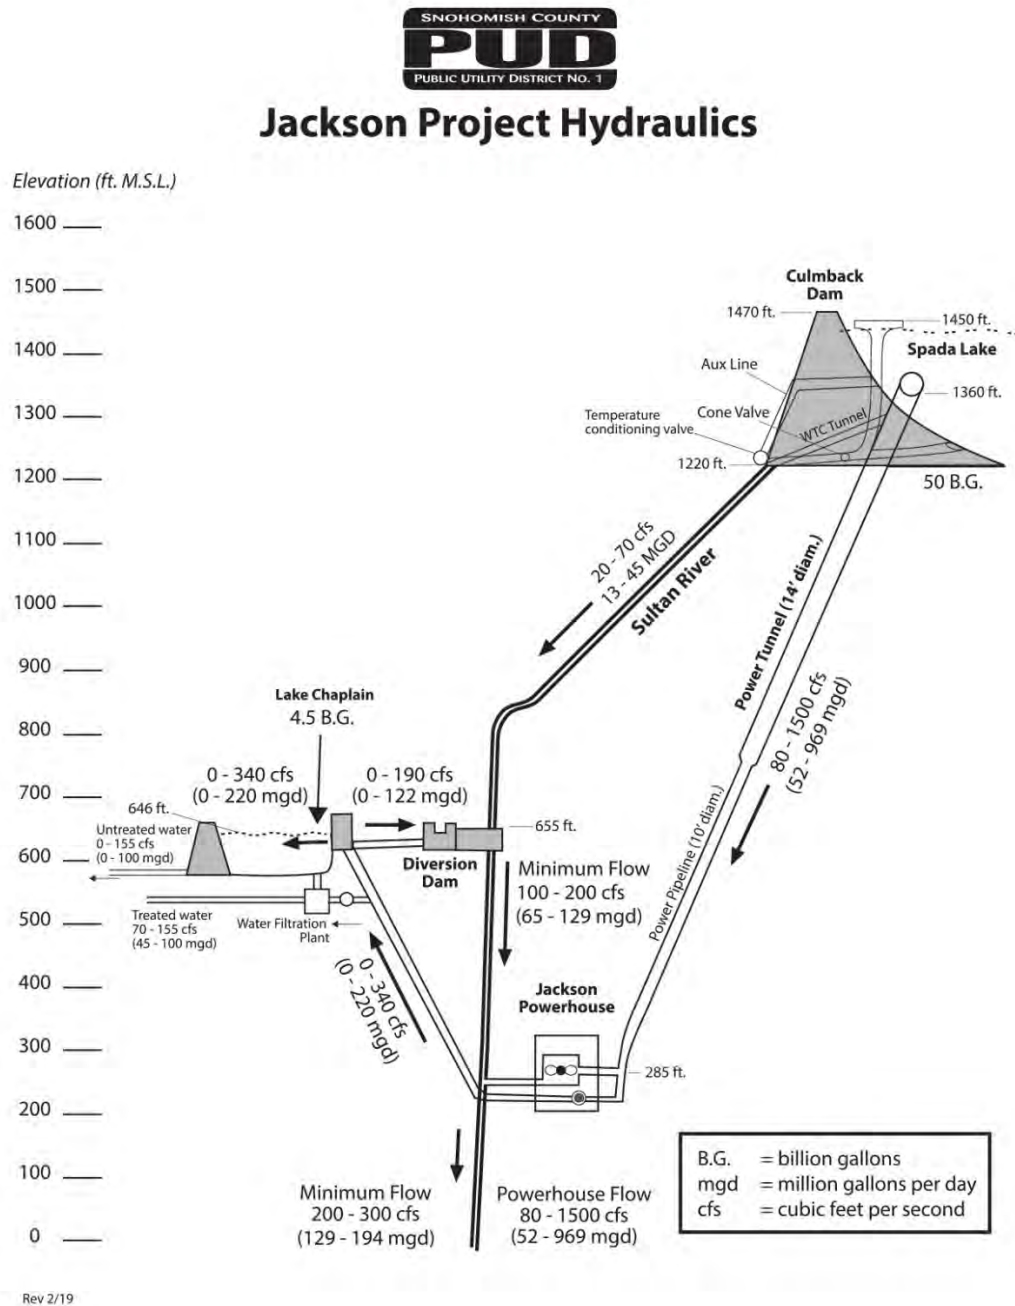 SNOHOMISH COUNTY
PUD
PUBLIC UTILITY DISTRICT NO. 1
Jackson Project Hydraulics
Elevation (ft. M.S.L.)
1600
1500
1400
1300
1200
1100
1000
900
800
700
600
500
400
300
200
100
0
Culmback
Dam
1470 ft.
1450 ft.
Spada Lake
Aux Line
1360 ft.
Temperature
conditioning valve
Cone Valve
WTC Tunnel
1220 ft.
50 B.G.
20 - 70 cfs
13 - 45 MGD
Sultan River
Power Tunnel (14' diam.)
80 - 1500 cfs
(52 - 969 mgd)
Power Pipeline (10' diam.)
Lake Chaplain
4.5 B.G.
0 - 340 cfs
(0 - 220 mgd)
0 - 190 cfs
(0 - 122 mgd)
646 ft.
655 ft.
Untreated water
0 - 155 cfs
(0 - 100 mgd)
Diversion
Dam
Minimum Flow
100 - 200 cfs
(65 - 129 mgd)
Treated water
70 - 155 cfs
(45 - 100 mgd)
Water Filtration
Plant
0 - 340 cfs
(0 - 220 mgd)
Jackson
Powerhouse
285 ft.
Minimum Flow
200 - 300 cfs
(129 - 194 mgd)
Powerhouse Flow
80 - 1500 cfs
(52 - 969 mgd)
B.G. = billion gallons
mgd = million gallons per day
cfs = cubic feet per second
Rev 2/19